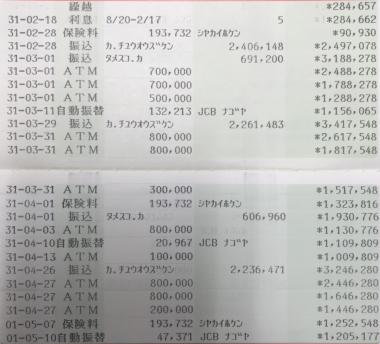 繰越 *284,657
31-02-18 利息 8/20-2/17 5 *284,662
31-02-28 保険料 193,732 シヤカイホケン *90,930
31-02-28 振込 カ.チユウオウズケン 2,406,148 *2,497,078
31-03-01 振込 タメスコ.カ 691,200 *3,188,278
31-03-01 ATM 700,000 *2,488,278
31-03-01 ATM 700,000 *1,788,278
31-03-01 ATM 500,000 *1,288,278
31-03-11 自動振替 132,213 JCB ナゴヤ *1,156,065
31-03-29 振込 カ.チユウオウズケン 2,261,483 *3,417,548
31-03-31 ATM 800,000 *2,617,548
31-03-31 ATM 800,000 *1,817,548
31-03-31 ATM 300,000 *1,517,548
31-04-01 保険料 193,732 シヤカイホケン *1,323,816
31-04-01 振込 タメスコ.カ 606,960 *1,930,776
31-04-03 ATM 800,000 *1,130,776
31-04-10 自動振替 20,967 JCB ナゴヤ *1,109,809
31-04-13 ATM 100,000 *1,009,809
31-04-26 振込 カ.チユウオウズケン 2,236,471 *3,246,280
31-04-27 ATM 800,000 *2,446,280
31-04-27 ATM 800,000 *1,646,280
31-04-27 ATM 200,000 *1,446,280
01-05-07 保険料 193,732 シヤカイホケン *1,252,548
01-05-10 自動振替 47,371 JCB ナゴヤ *1,205,177